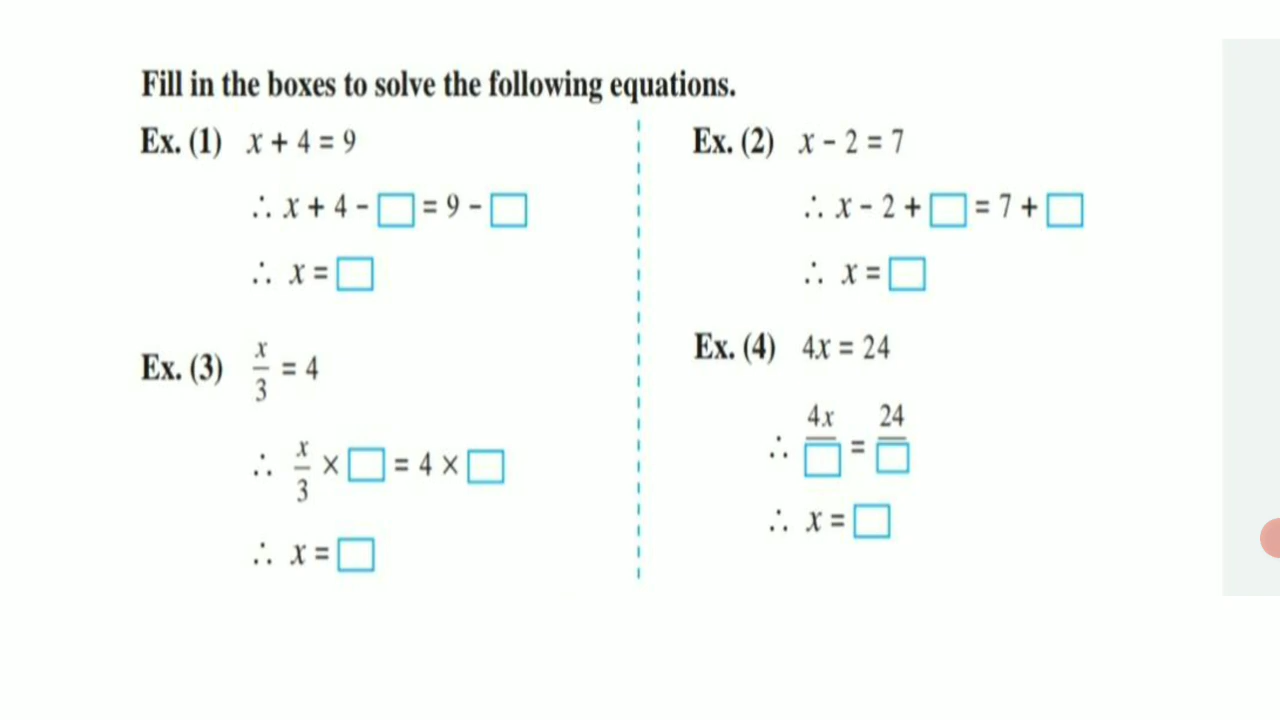 Fill in the boxes to solve the following equations.
Ex. (1) x + 4 = 9
∴ x + 4 - □ = 9 - □
∴ x = □
Ex. (3) x/3 = 4
∴ x/3 × □ = 4 × □
∴ x = □
Ex. (2) x - 2 = 7
∴ x - 2 + □ = 7 + □
∴ x = □
Ex. (4) 4x = 24
∴ 4x/□ = 24/□
∴ x = □